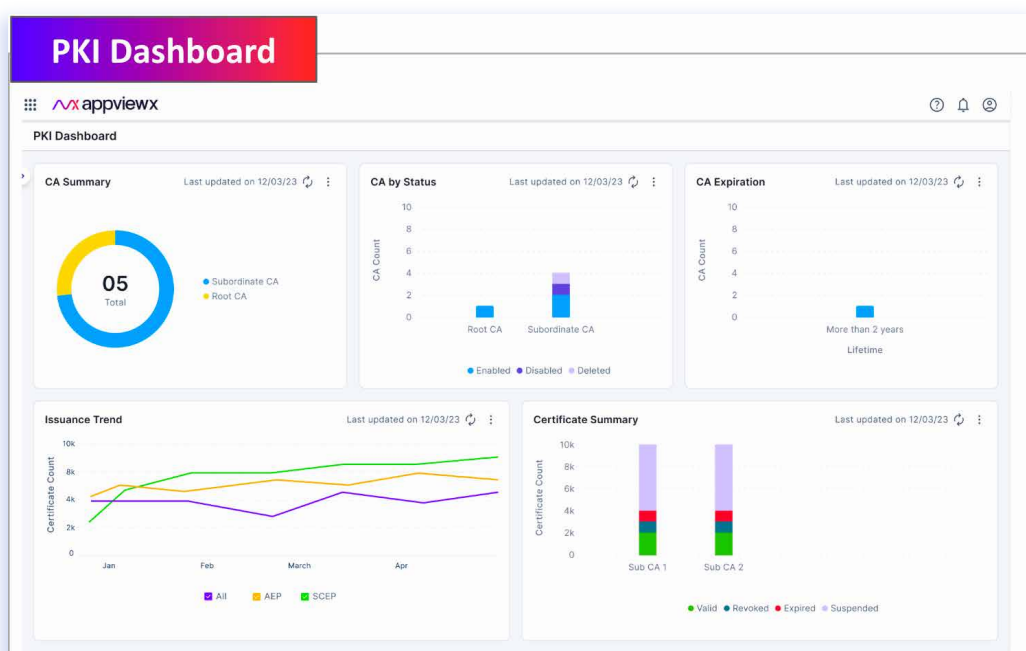 PKI Dashboard
appviewx
PKI Dashboard
CA Summary
Last updated on 12/03/23
05
Total
Subordinate CA
Root CA
CA by Status
Last updated on 12/03/23
10
8
6
4
2
0
CA Count
Root CA
Subordinate CA
Enabled
Disabled
Deleted
CA Expiration
Last updated on 12/03/23
10
8
6
4
2
0
CA Count
More than 2 years
Lifetime
Issuance Trend
Last updated on 12/03/23
10k
8k
4k
2k
0
Certificate Count
Jan
Feb
March
Apr
All
AEP
SCEP
Certificate Summary
Last updated on 12/03/23
10k
8k
6k
4k
2k
0
Certificate Count
Sub CA 1
Sub CA 2
Valid
Revoked
Expired
Suspended